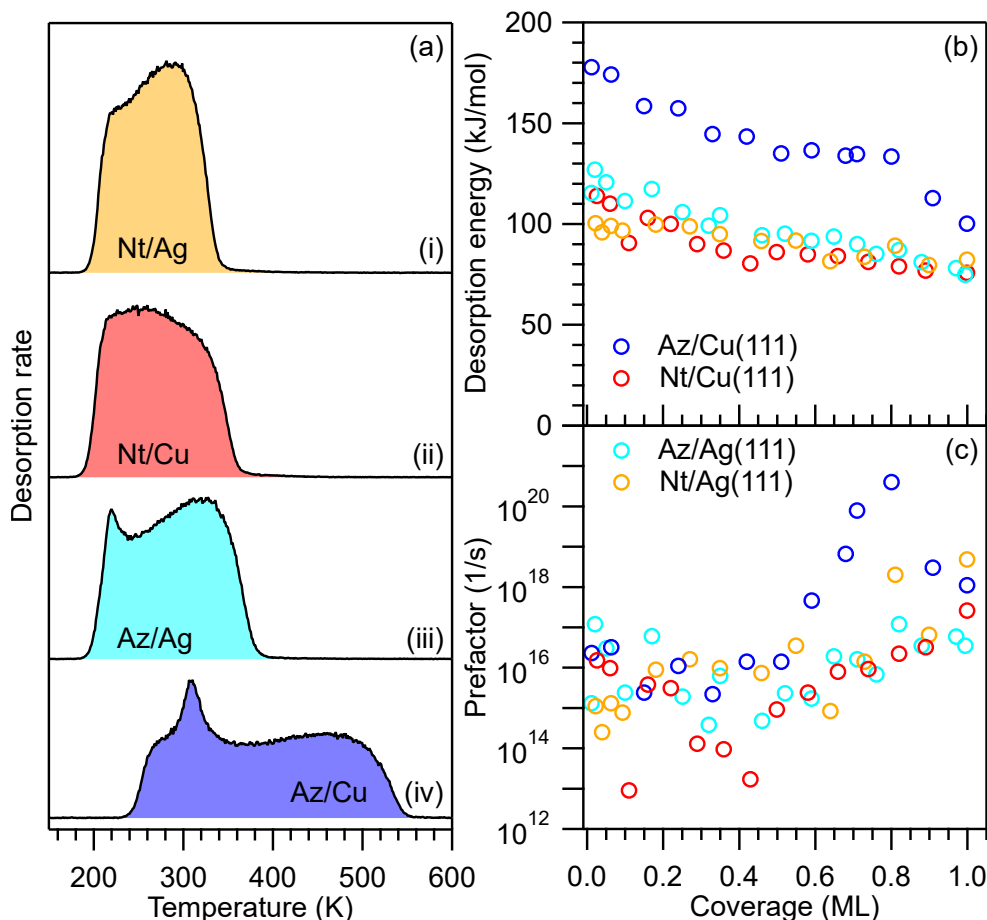 (a)
Nt/Ag
(i)
Nt/Cu
(ii)
Az/Ag
(iii)
Az/Cu
(iv)
Desorption rate
200
300
400
500
600
Temperature (K)
(b)
200
150
100
50
0
Desorption energy (kJ/mol)
Az/Cu(111)
Nt/Cu(111)
(c)
Az/Ag(111)
Nt/Ag(111)
10^20
10^18
10^16
10^14
10^12
Prefactor (1/s)
0.0
0.2
0.4
0.6
0.8
1.0
Coverage (ML)